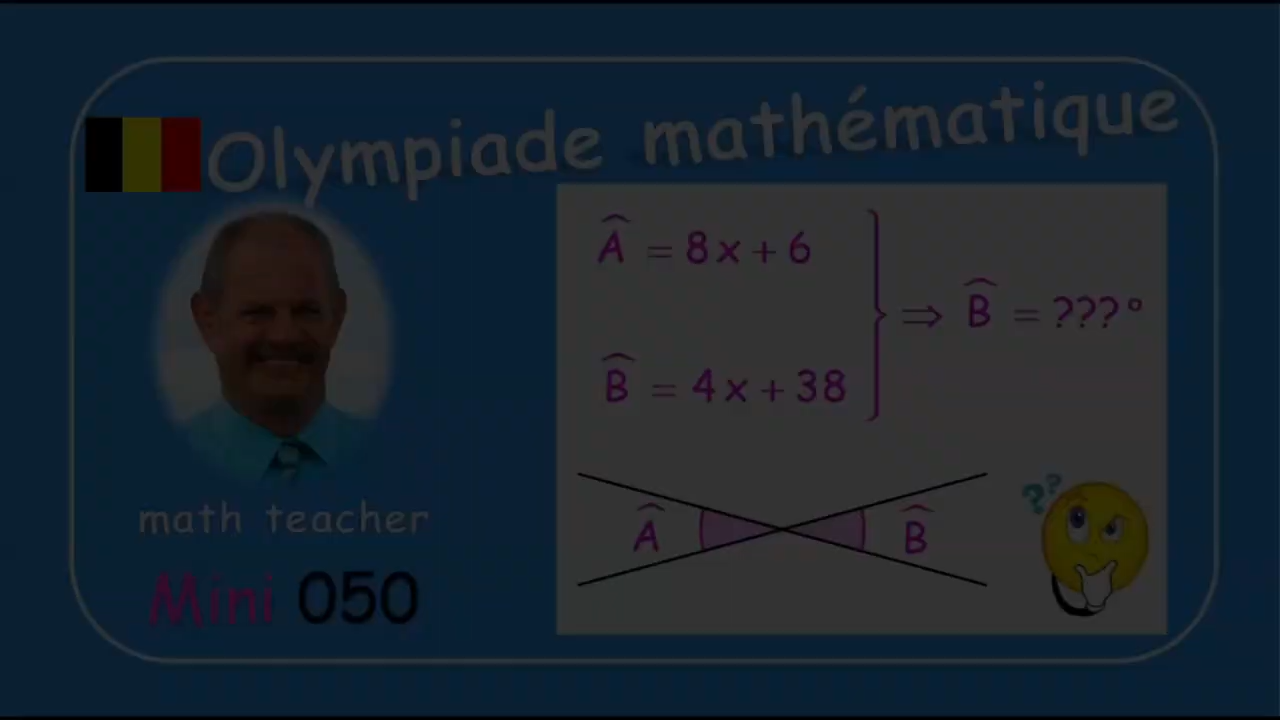 Olympiade mathématique
Â = 8x + 6
B̂ = 4x + 38
⇒ B̂ = ???°
Â
B̂
??
math teacher
Mini 050